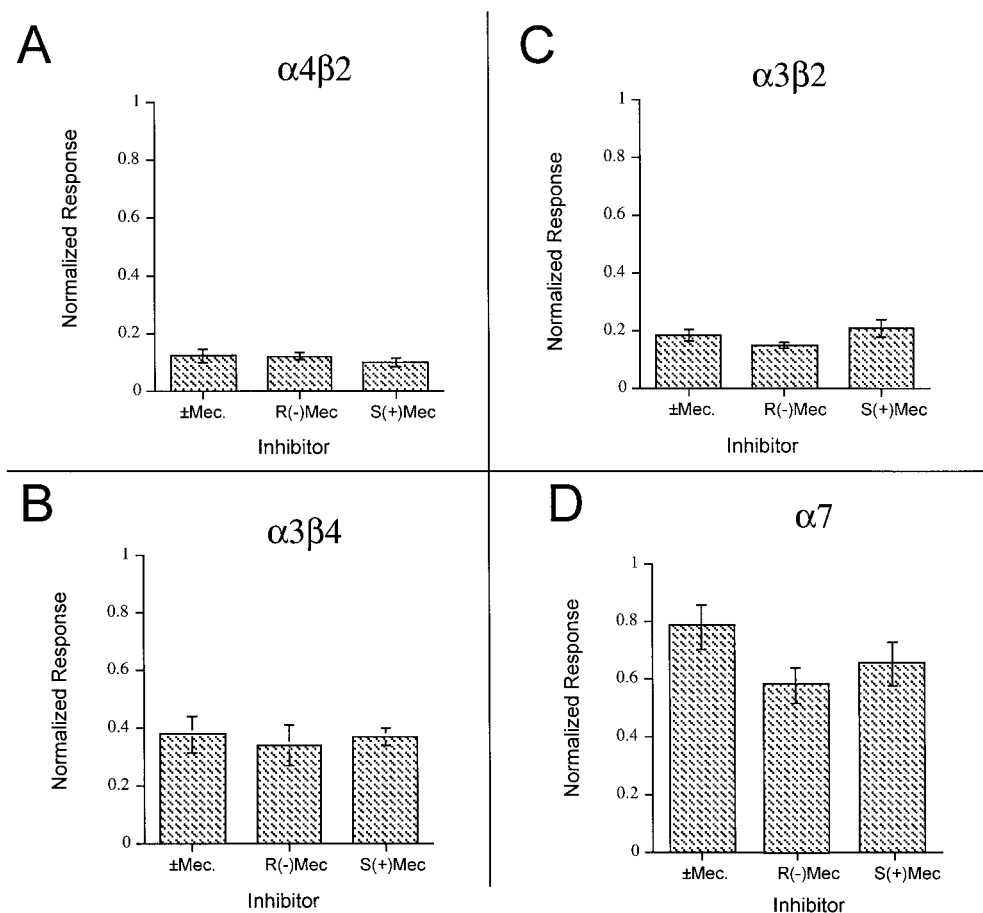 A
α4β2
Normalized Response
1
0.8
0.6
0.4
0.2
0
±Mec. R(-)Mec S(+)Mec
Inhibitor
B
α3β4
Normalized Response
1
0.8
0.6
0.4
0.2
0
±Mec. R(-)Mec S(+)Mec
Inhibitor
C
α3β2
Normalized Response
1
0.8
0.6
0.4
0.2
0
±Mec. R(-)Mec S(+)Mec
Inhibitor
D
α7
Normalized Response
1
0.8
0.6
0.4
0.2
0
±Mec. R(-)Mec S(+)Mec
Inhibitor